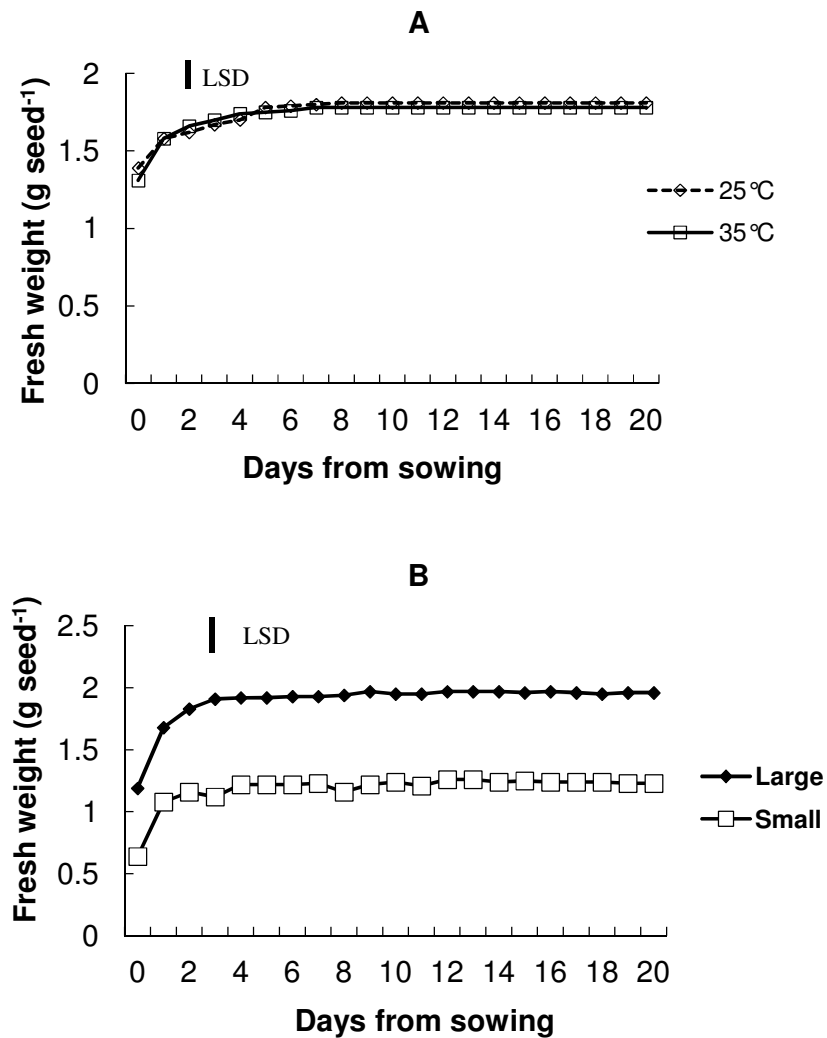 A
LSD
Fresh weight (g seed-1)
2
1.5
1
0.5
0
0 2 4 6 8 10 12 14 16 18 20
Days from sowing
25°C
35°C
B
LSD
Fresh weight (g seed-1)
2.5
2
1.5
1
0.5
0
0 2 4 6 8 10 12 14 16 18 20
Days from sowing
Large
Small